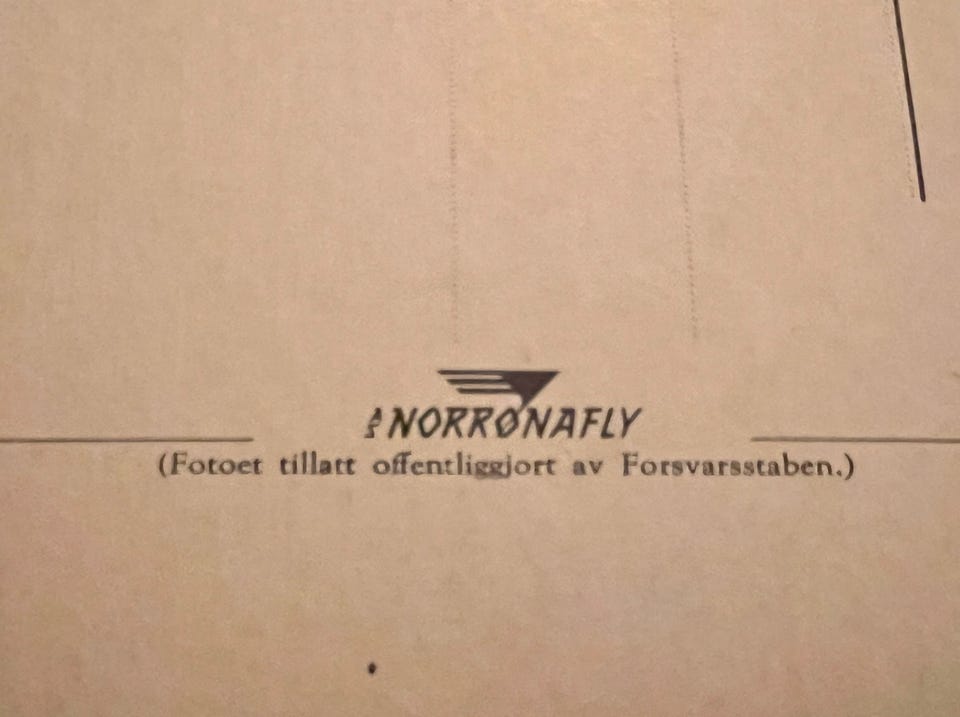 A/S NORRØNAFLY
(Fotoet tillatt offentliggjort av Forsvarsstaben.)